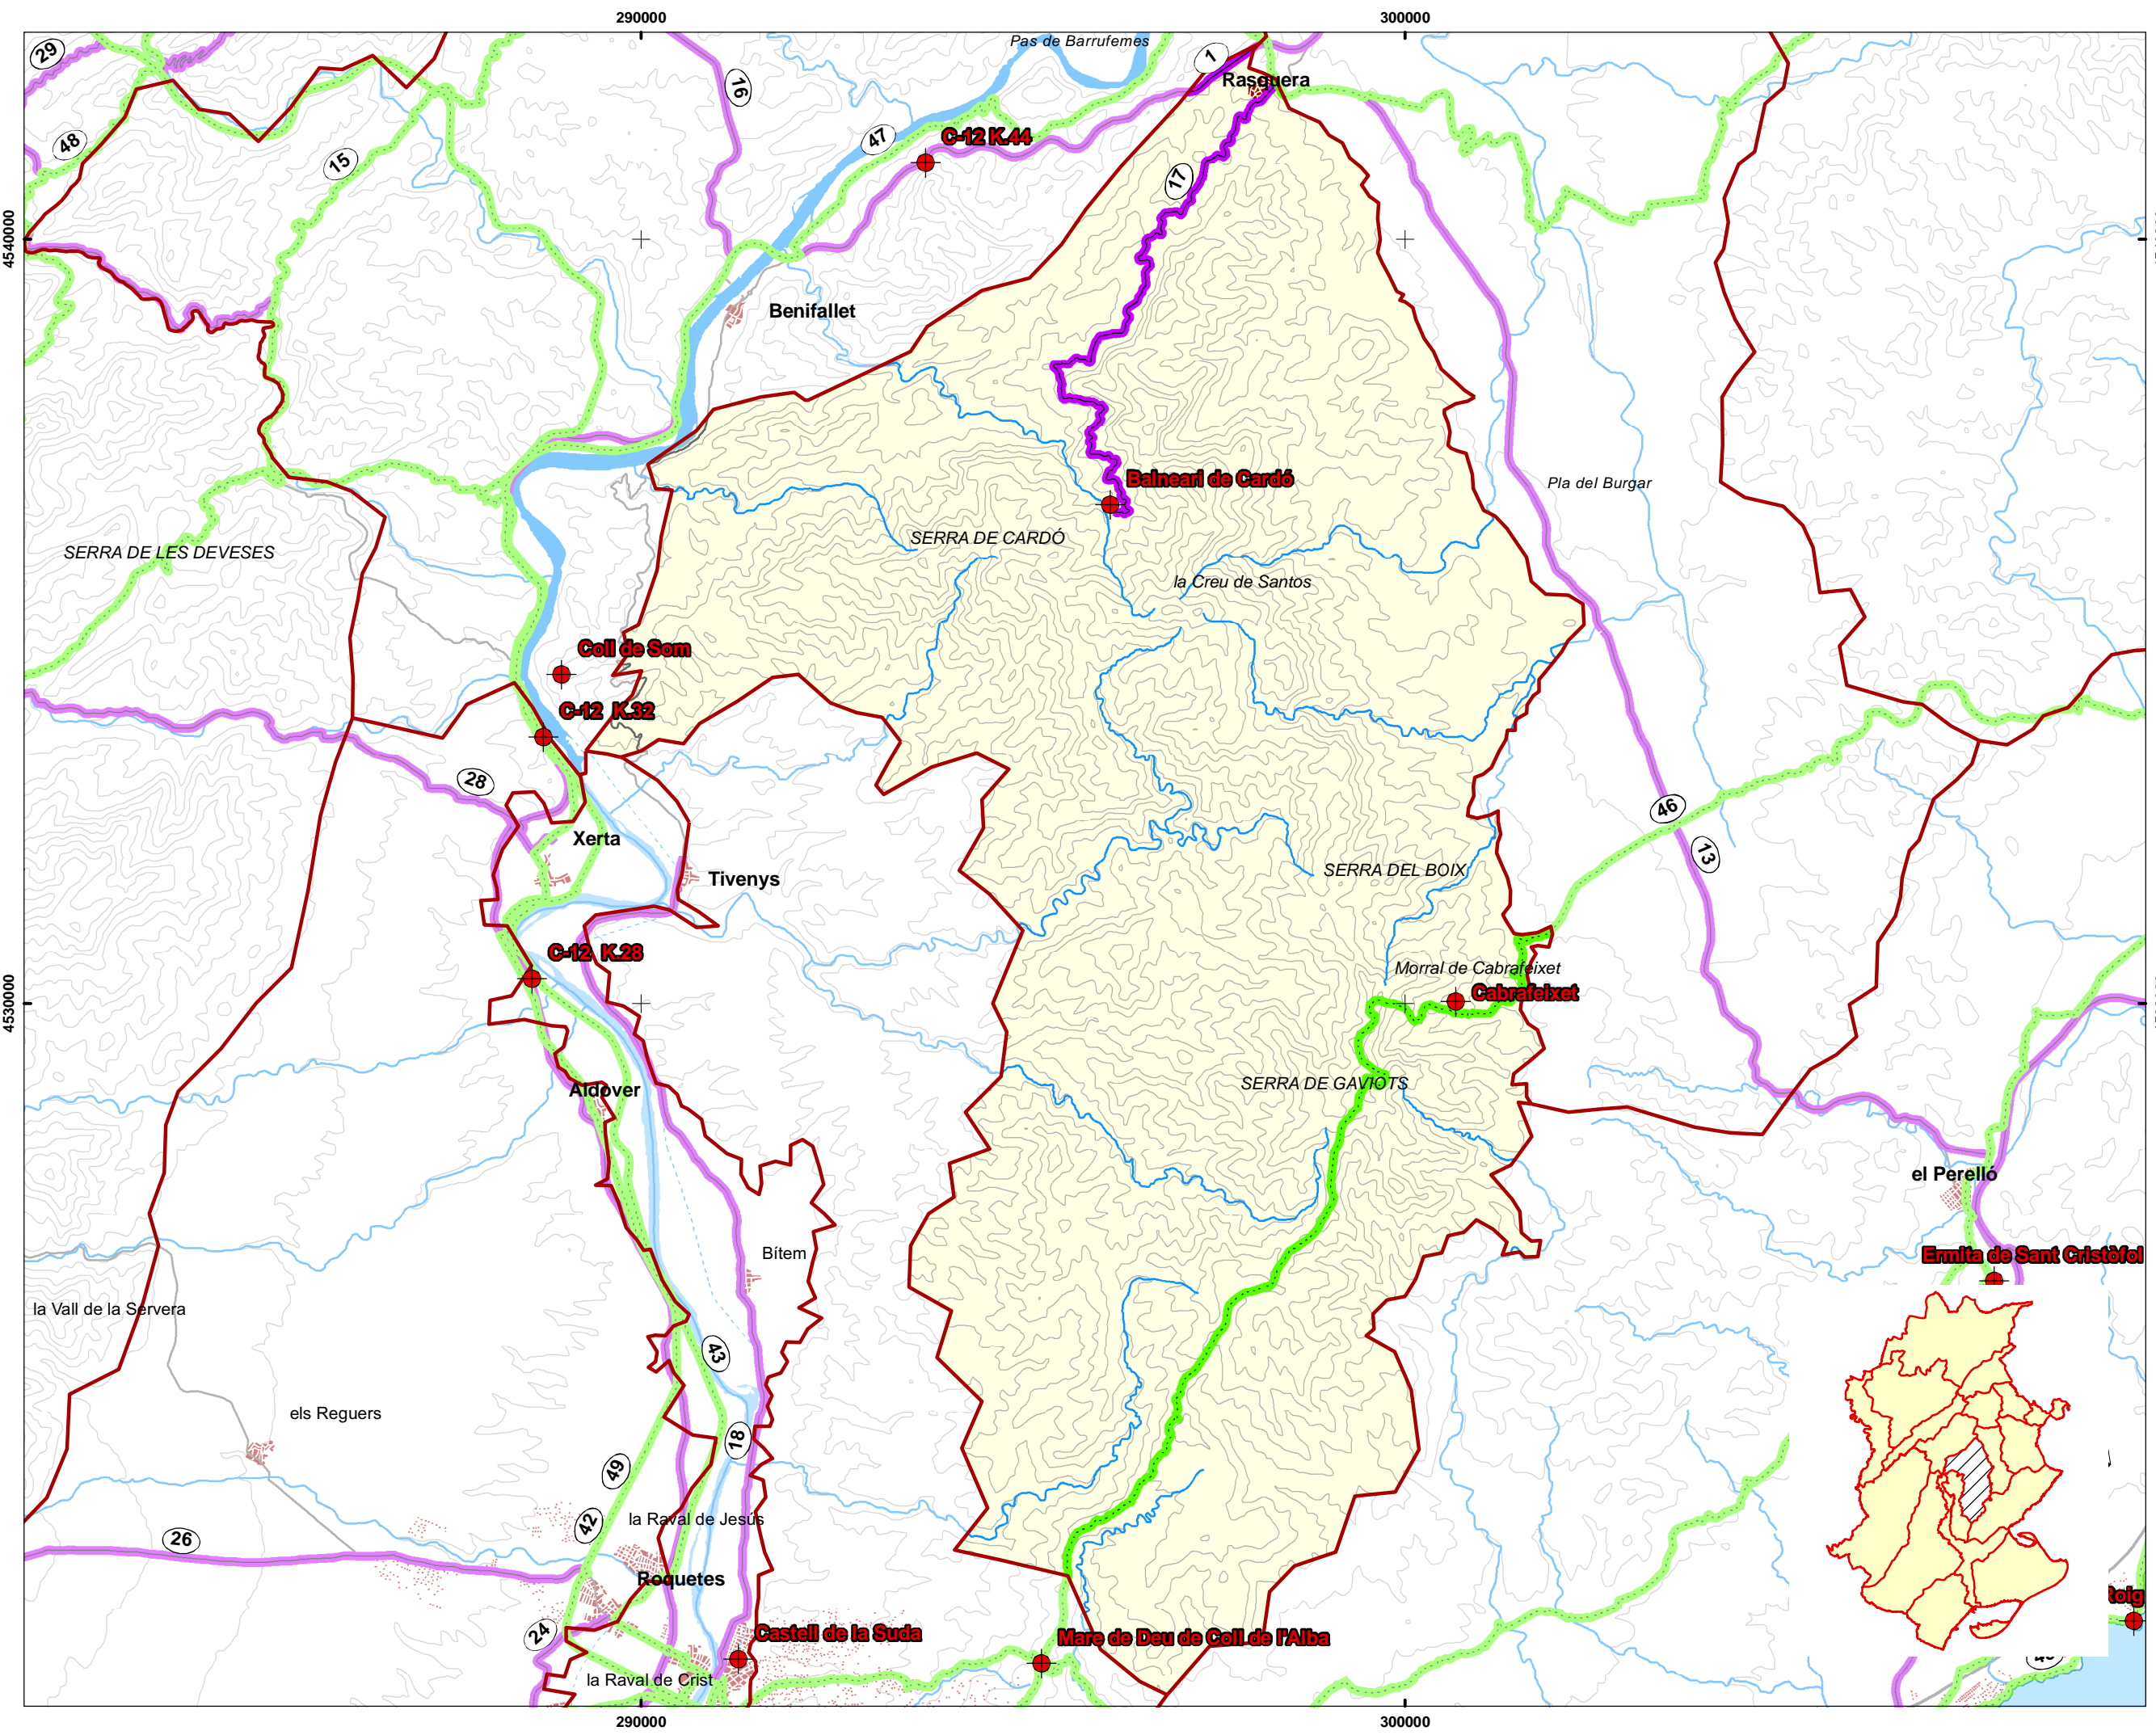 290000
300000
Pas de Barrufemes
29
1
16
Rasquera
48
47
C-12 K.44
15
17
4540000
Benifallet
Balneari de Cardó
Pla del Burgar
SERRA DE CARDÓ
SERRA DE LES DEVESES
la Creu de Santos
Coll de Som
C-12 K.32
28
46
Xerta
13
SERRA DEL BOIX
Tivenys
C-12 K.28
Morral de Cabrafeixet
Cabrafeixet
4530000
SERRA DE GAVIOTS
Aldover
el Perelló
Bítem
Ermita de Sant Cristòfol
la Vall de la Servera
43
els Reguers
18
49
la Raval de Jesús
42
26
Roquetes
Roig
24
Castell de la Suda
Mare de Deu de Coll de l'Alba
la Raval de Crist
290000
300000